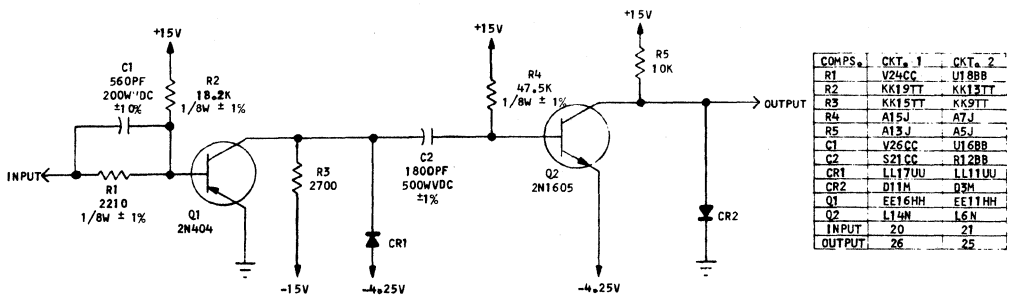 +15V
C1
560PF
200W"DC
±10%
R2
18.2K
1/8W ± 1%
INPUT
R1
2210
1/8W ± 1%
Q1
2N404
R3
2700
-15V
CR1
-4.25V
C2
1800PF
500WVDC
±1%
+15V
R4
47.5K
1/8W ± 1%
Q2
2N1605
-4.25V
+15V
R5
10K
OUTPUT
CR2
COMPS. CKT. 1 CKT. 2
R1 V24CC U18BB
R2 KK19TT KK13TT
R3 KK15TT KK9TT
R4 A15J A7J
R5 A13J A5J
C1 V26CC U16BB
C2 S21CC R12BB
CR1 LL17UU LL11UU
CR2 D11M D3M
Q1 EE16HH EE11HH
Q2 L14N L6N
INPUT 20 21
OUTPUT 26 25